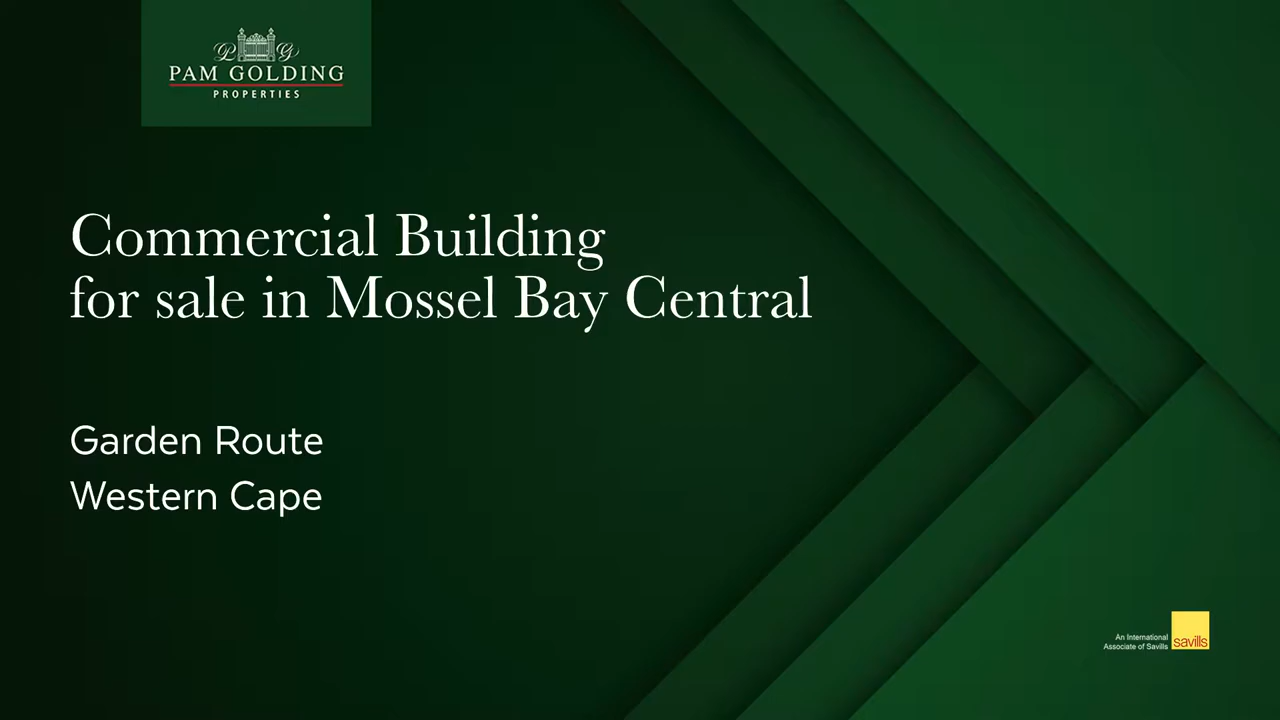 PG
PAM GOLDING
PROPERTIES
Commercial Building
for sale in Mossel Bay Central
Garden Route
Western Cape
An International
Associate of Savills
savills